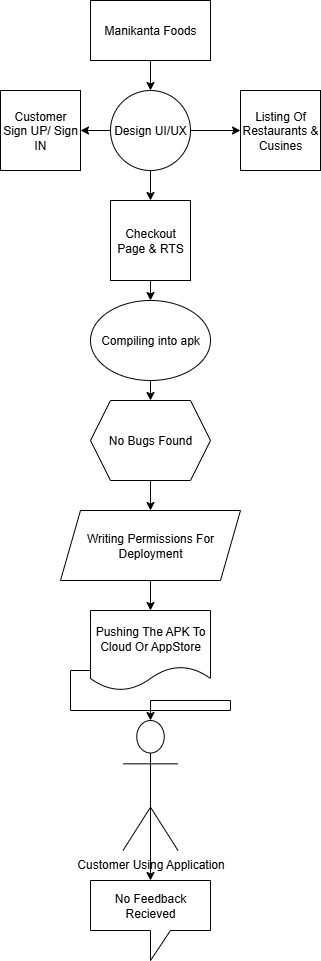 Manikanta Foods
Customer
Sign UP/ Sign
IN
Design UI/UX
Listing Of
Restaurants &
Cusines
Checkout
Page & RTS
Compiling into apk
No Bugs Found
Writing Permissions For
Deployment
Pushing The APK To
Cloud Or AppStore
Customer Using Application
No Feedback
Recieved